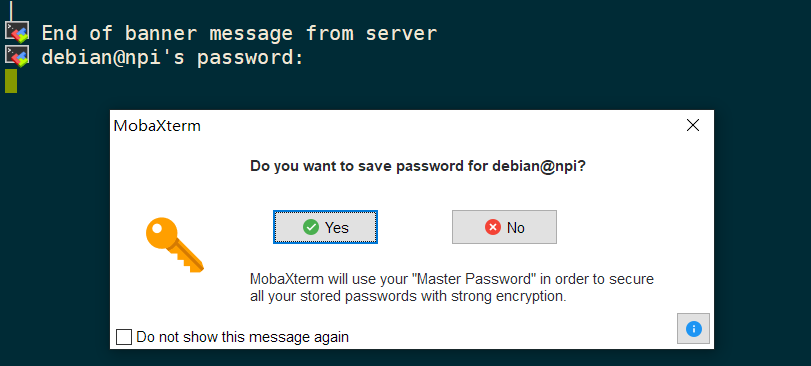 End of banner message from server
debian@npi's password:
MobaXterm
Do you want to save password for debian@npi?
Yes
No
MobaXterm will use your "Master Password" in order to secure
all your stored passwords with strong encryption.
Do not show this message again